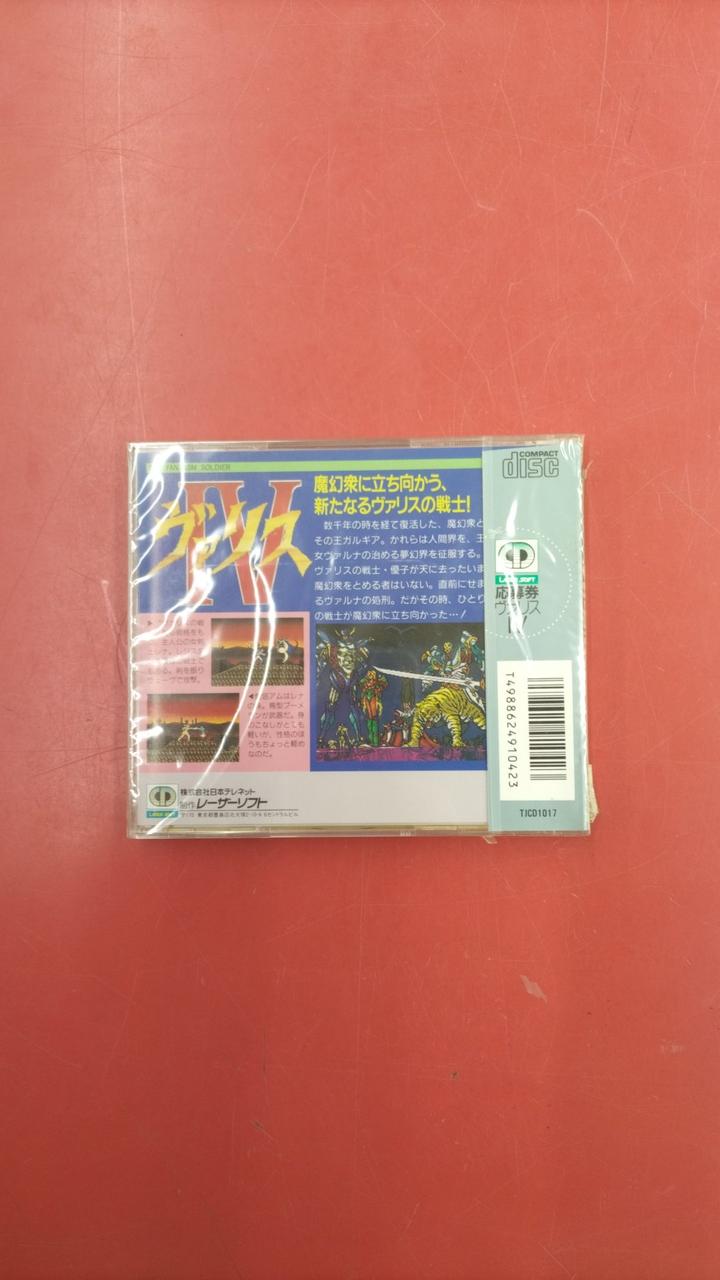 SOLDIER
ヴァリス
IV
魔幻衆に立ち向かう、
新たなるヴァリスの戦士!
数千年の時を経て復活した、魔幻衆と
その王ガルギア。かれらは人間界を、王
女ヴァルナの治める夢幻界を征服する。
ヴァリスの戦士・優子が天に去ったいま
魔幻衆をとめる者はいない。直前にせま
るヴァルナの処刑。だかその時、ひとり
の戦士が魔幻衆に立ち向かった…!
アムはレナ
ブーメ
ンが武器だ。身
のこなしがとても
軽いが、性格のほ
うもちょっと軽め
なのだ。
株式会社日本テレネット
制作 レーザーソフト
COMPACT
disc
LASER SOFT
応募券
ヴァリス
IV
T4988624910423
TJCD1017